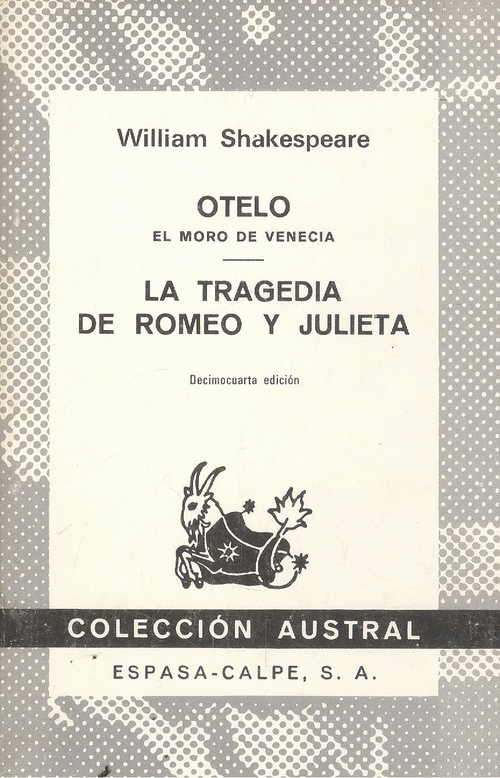 William Shakespeare
OTELO
EL MORO DE VENECIA
LA TRAGEDIA
DE ROMEO Y JULIETA
Decimocuarta edición
COLECCIÓN AUSTRAL
ESPASA-CALPE, S. A.